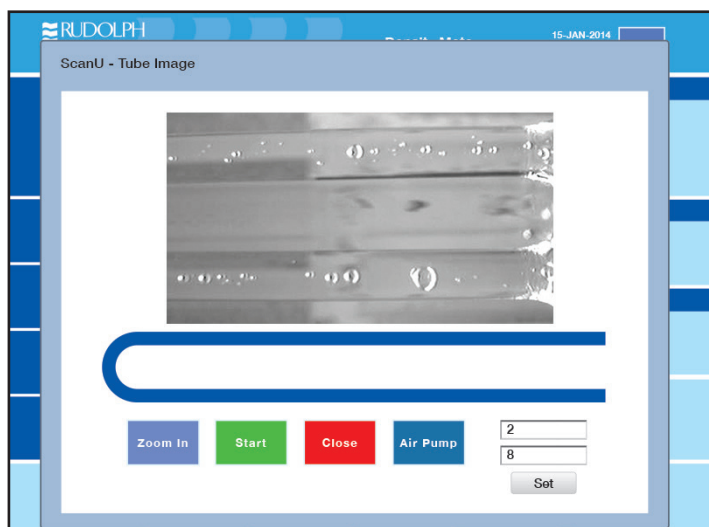 RUDOLPH
15-JAN-2014
ScanU - Tube Image
Zoom In
Start
Close
Air Pump
2
8
Set